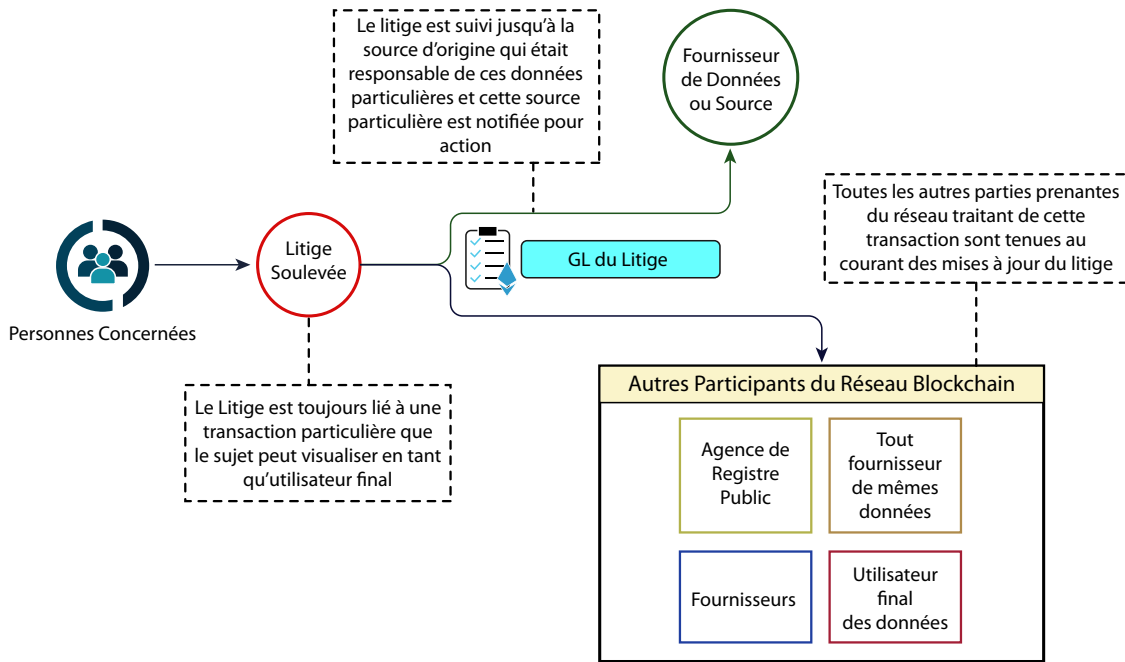 Le litige est suivi jusqu’à la
source d’origine qui était
responsable de ces données
particulières et cette source
particulière est notifiée pour
action
Fournisseur
de Données
ou Source
Toutes les autres parties prenantes
du réseau traitant de cette
transaction sont tenues au
courant des mises à jour du litige
Litige
Soulevée
GL du Litige
Personnes Concernées
Le Litige est toujours lié à une
transaction particulière que
le sujet peut visualiser en tant
qu’utilisateur final
Autres Participants du Réseau Blockchain
Agence de
Registre
Public
Tout
fournisseur
de mêmes
données
Fournisseurs
Utilisateur
final
des données